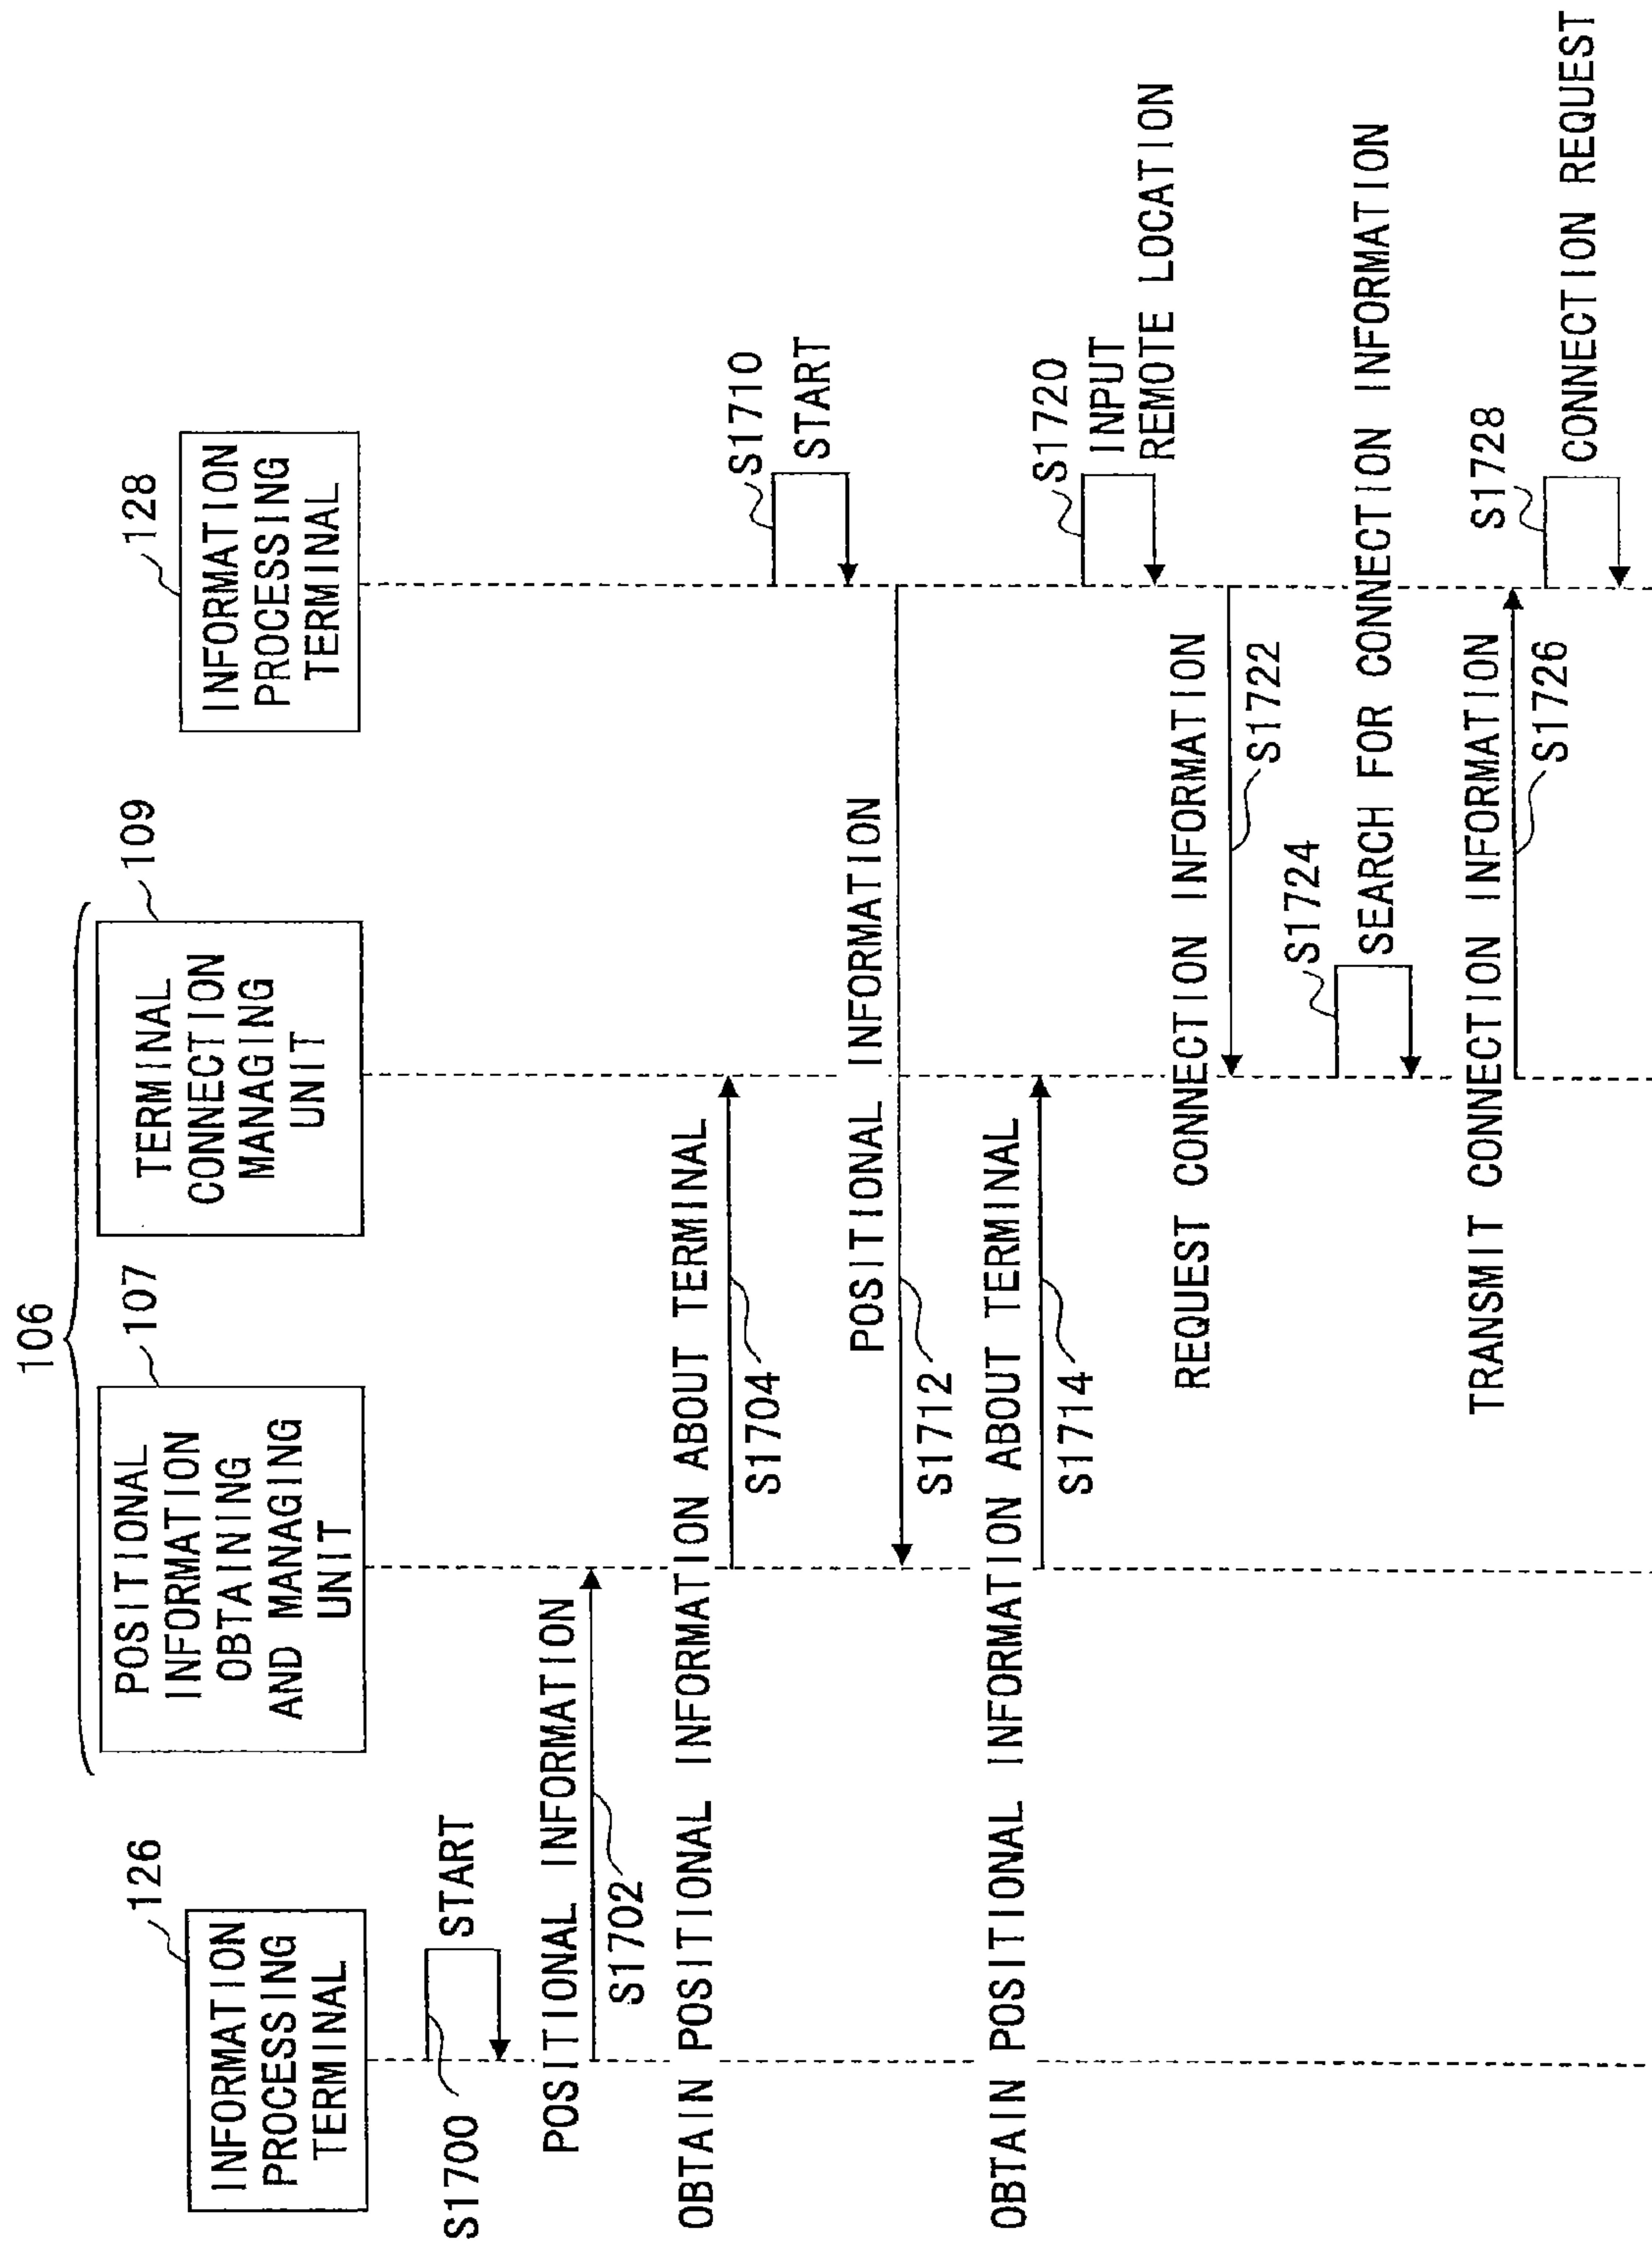 106
126
INFORMATION
PROCESSING
TERMINAL
107
POSITIONAL
INFORMATION
OBTAINING
AND MANAGING
UNIT
109
TERMINAL
CONNECTION
MANAGING
UNIT
128
INFORMATION
PROCESSING
TERMINAL
S1700
START
POSITIONAL INFORMATION
S1702
OBTAIN POSITIONAL INFORMATION ABOUT TERMINAL
S1704
S1710
START
POSITIONAL INFORMATION
S1712
OBTAIN POSITIONAL INFORMATION ABOUT TERMINAL
S1714
S1720
INPUT
REMOTE LOCATION
REQUEST CONNECTION INFORMATION
S1722
S1724
SEARCH FOR CONNECTION INFORMATION
TRANSMIT CONNECTION INFORMATION
S1726
S1728
CONNECTION REQUEST